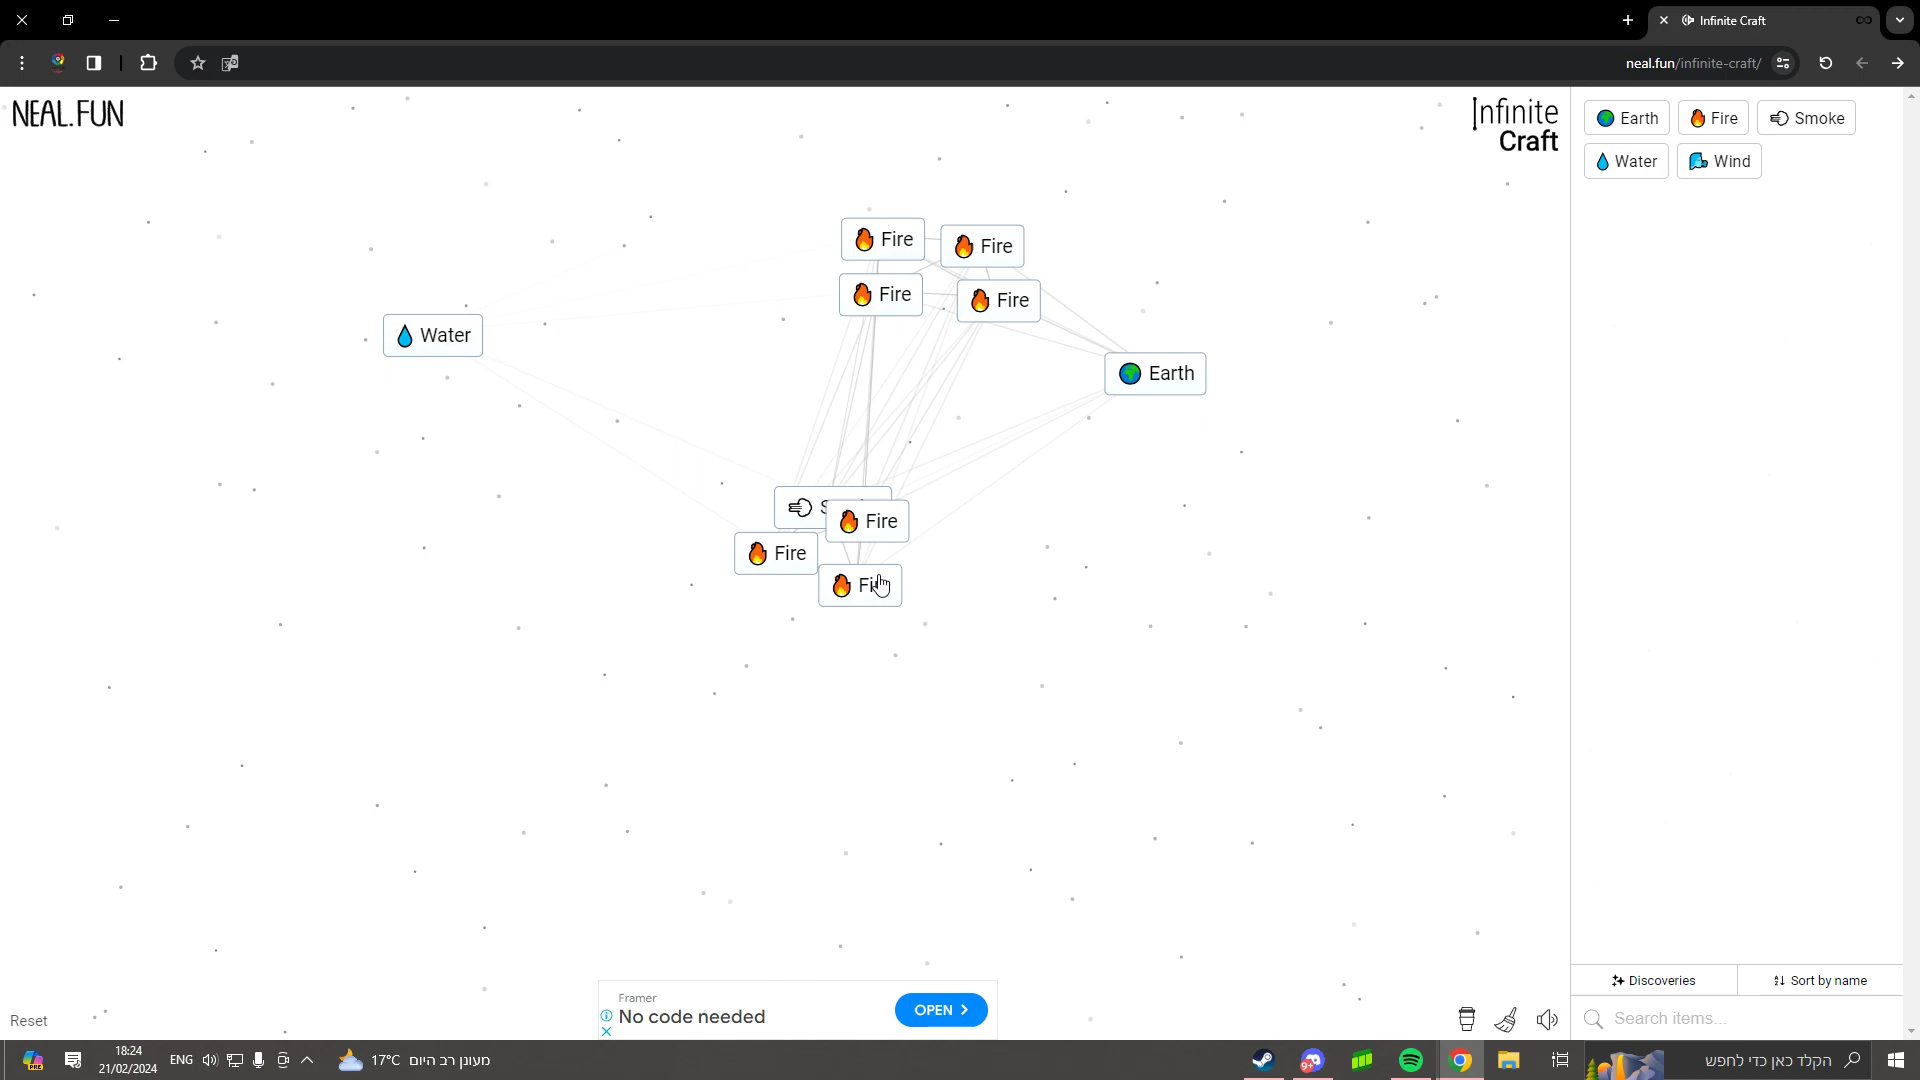 Infinite Craft
neal.fun/infinite-craft/
NEAL.FUN
Infinite
Craft
Earth
Fire
Smoke
Water
Wind
Fire
Fire
Fire
Fire
Water
Earth
Fire
Fire
Discoveries
Sort by name
Framer
No code needed
OPEN
Reset
Search items...
18:24
21/02/2024
ENG
17°C מעונן רב היום
9+
PRE
הקלד כאן כדי לחפש